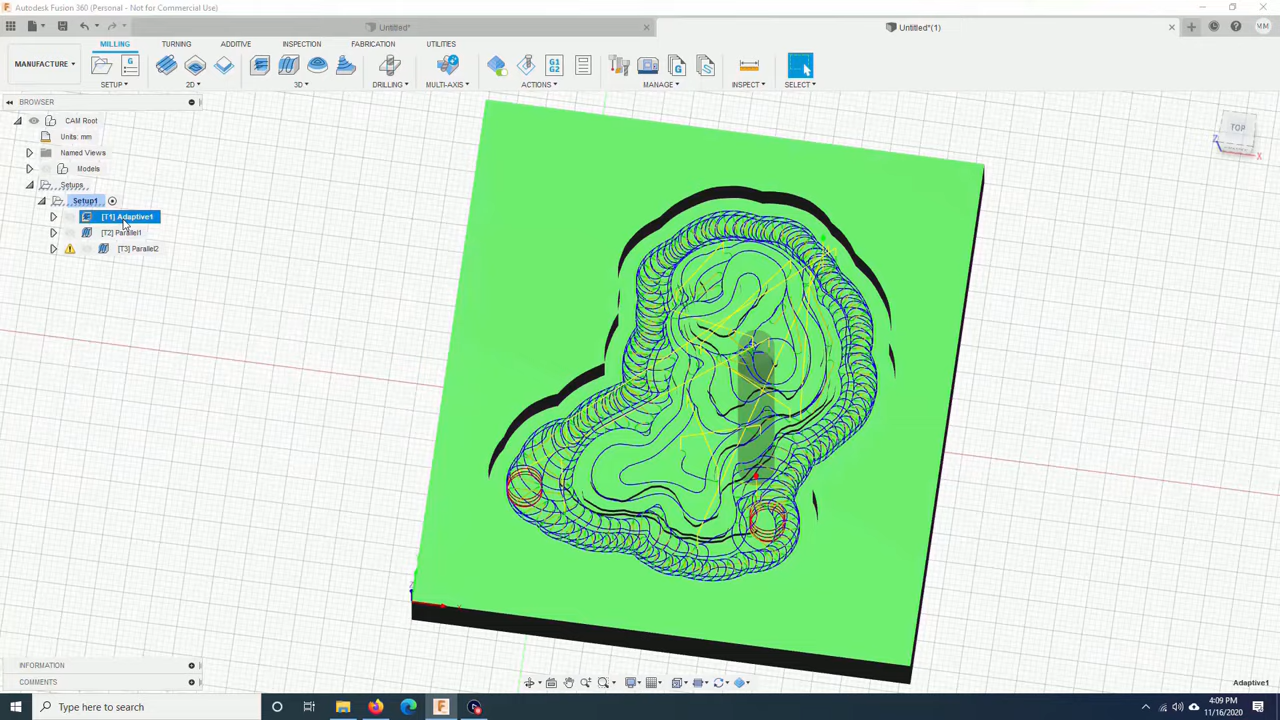 Autodesk Fusion 360 (Personal - Not for Commercial Use)
Untitled*
Untitled*(1)
MM
MILLING
TURNING
ADDITIVE
INSPECTION
FABRICATION
UTILITIES
MANUFACTURE
G1
G2
SETUP
2D
3D
DRILLING
MULTI-AXIS
ACTIONS
MANAGE
INSPECT
SELECT
BROWSER
CAM Root
Units: mm
Named Views
Models
Setups
Setup1
[T1] Adaptive1
[T2] Parallel1
[T3] Parallel2
TOP
Z
X
INFORMATION
COMMENTS
Adaptive1
Type here to search
4:09 PM
11/16/2020